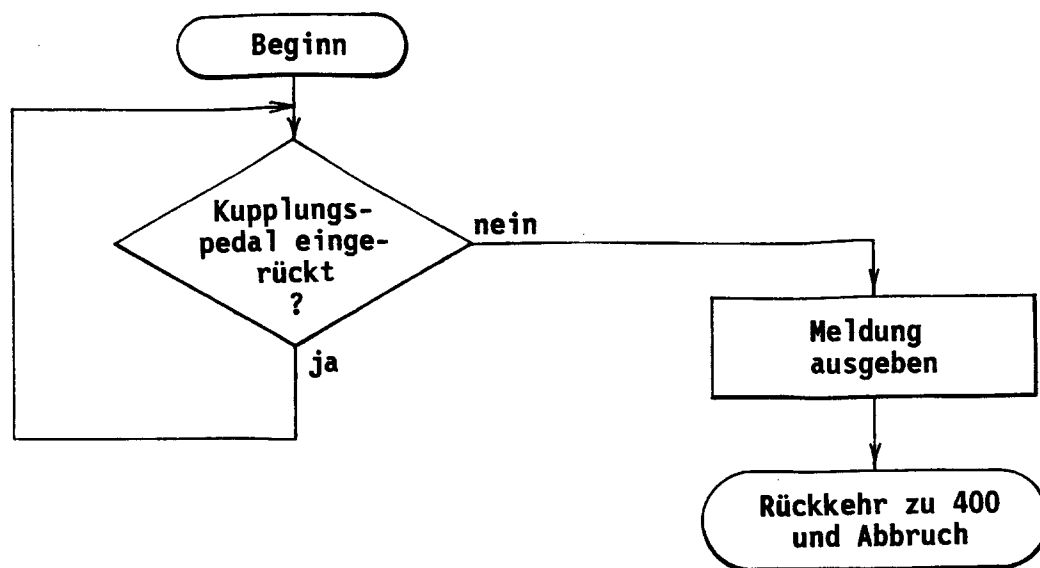 Beginn
Kupplungs-
pedal einge-
rückt
?
nein
ja
Meldung
ausgeben
Rückkehr zu 400
und Abbruch